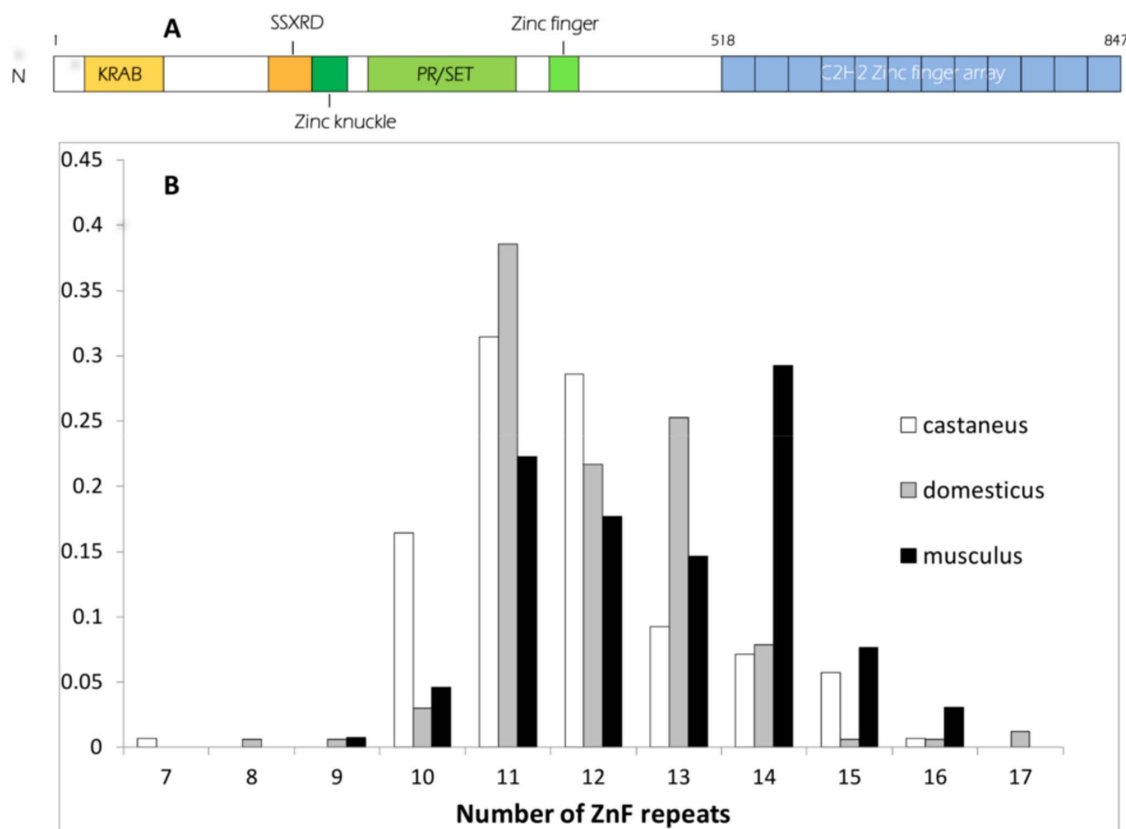 SSXRD
Zinc finger
1
A
518
847
N
KRAB
PR/SET
C2H2 Zinc finger array
Zinc knuckle
B
0.45
0.4
0.35
0.3
0.25
0.2
0.15
0.1
0.05
0
castaneus
domesticus
musculus
7 8 9 10 11 12 13 14 15 16 17
Number of ZnF repeats